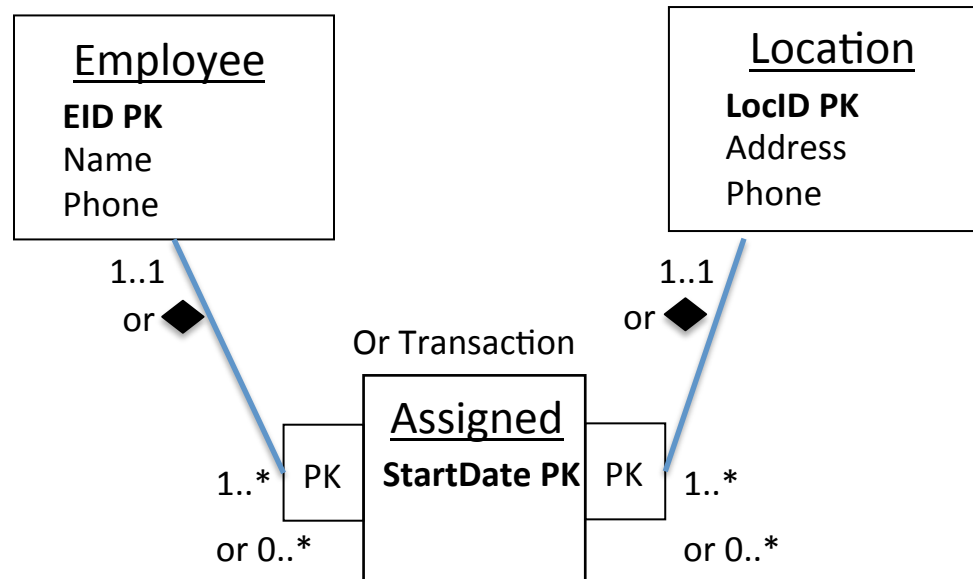 Employee
EID PK
Name
Phone
Location
LocID PK
Address
Phone
1..1
or
1..1
or
Or Transaction
Assigned
StartDate PK
PK
PK
1..*
or 0..*
1..*
or 0..*